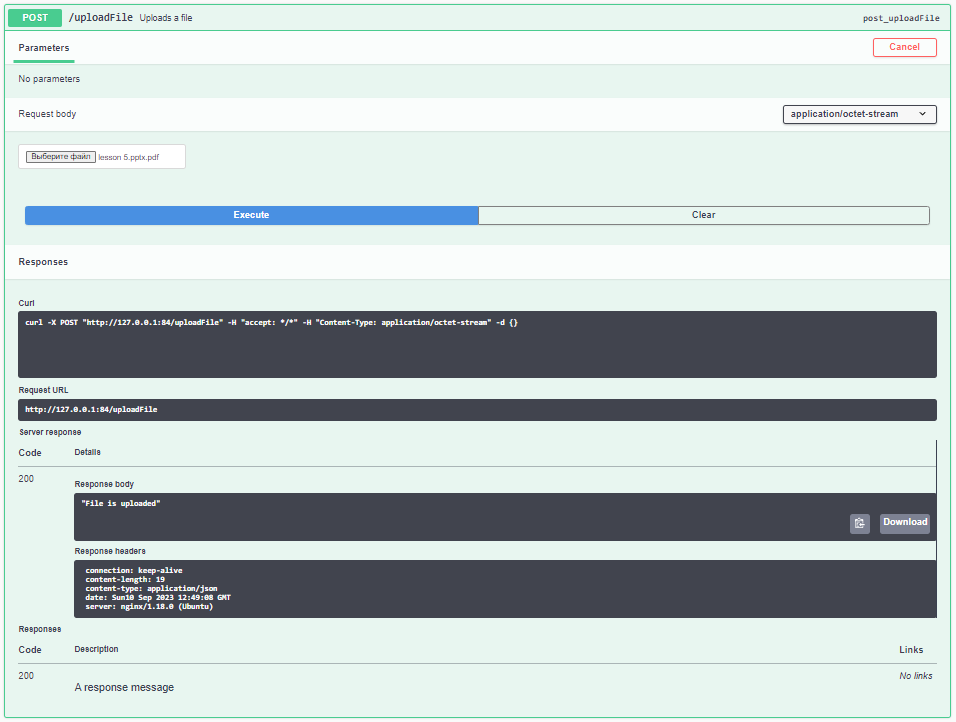 POST /uploadFile Uploads a file post_uploadFile
Parameters Cancel
No parameters
Request body application/octet-stream
Выберите файл lesson 5.pptx.pdf
Execute Clear
Responses
Curl
curl -X POST "http://127.0.0.1:84/uploadFile" -H "accept: */*" -H "Content-Type: application/octet-stream" -d {}
Request URL
http://127.0.0.1:84/uploadFile
Server response
Code Details
200
Response body
"File is uploaded"
Download
Response headers
connection: keep-alive
content-length: 19
content-type: application/json
date: Sun10 Sep 2023 12:49:08 GMT
server: nginx/1.18.0 (Ubuntu)
Responses
Code Description Links
200 No links
A response message